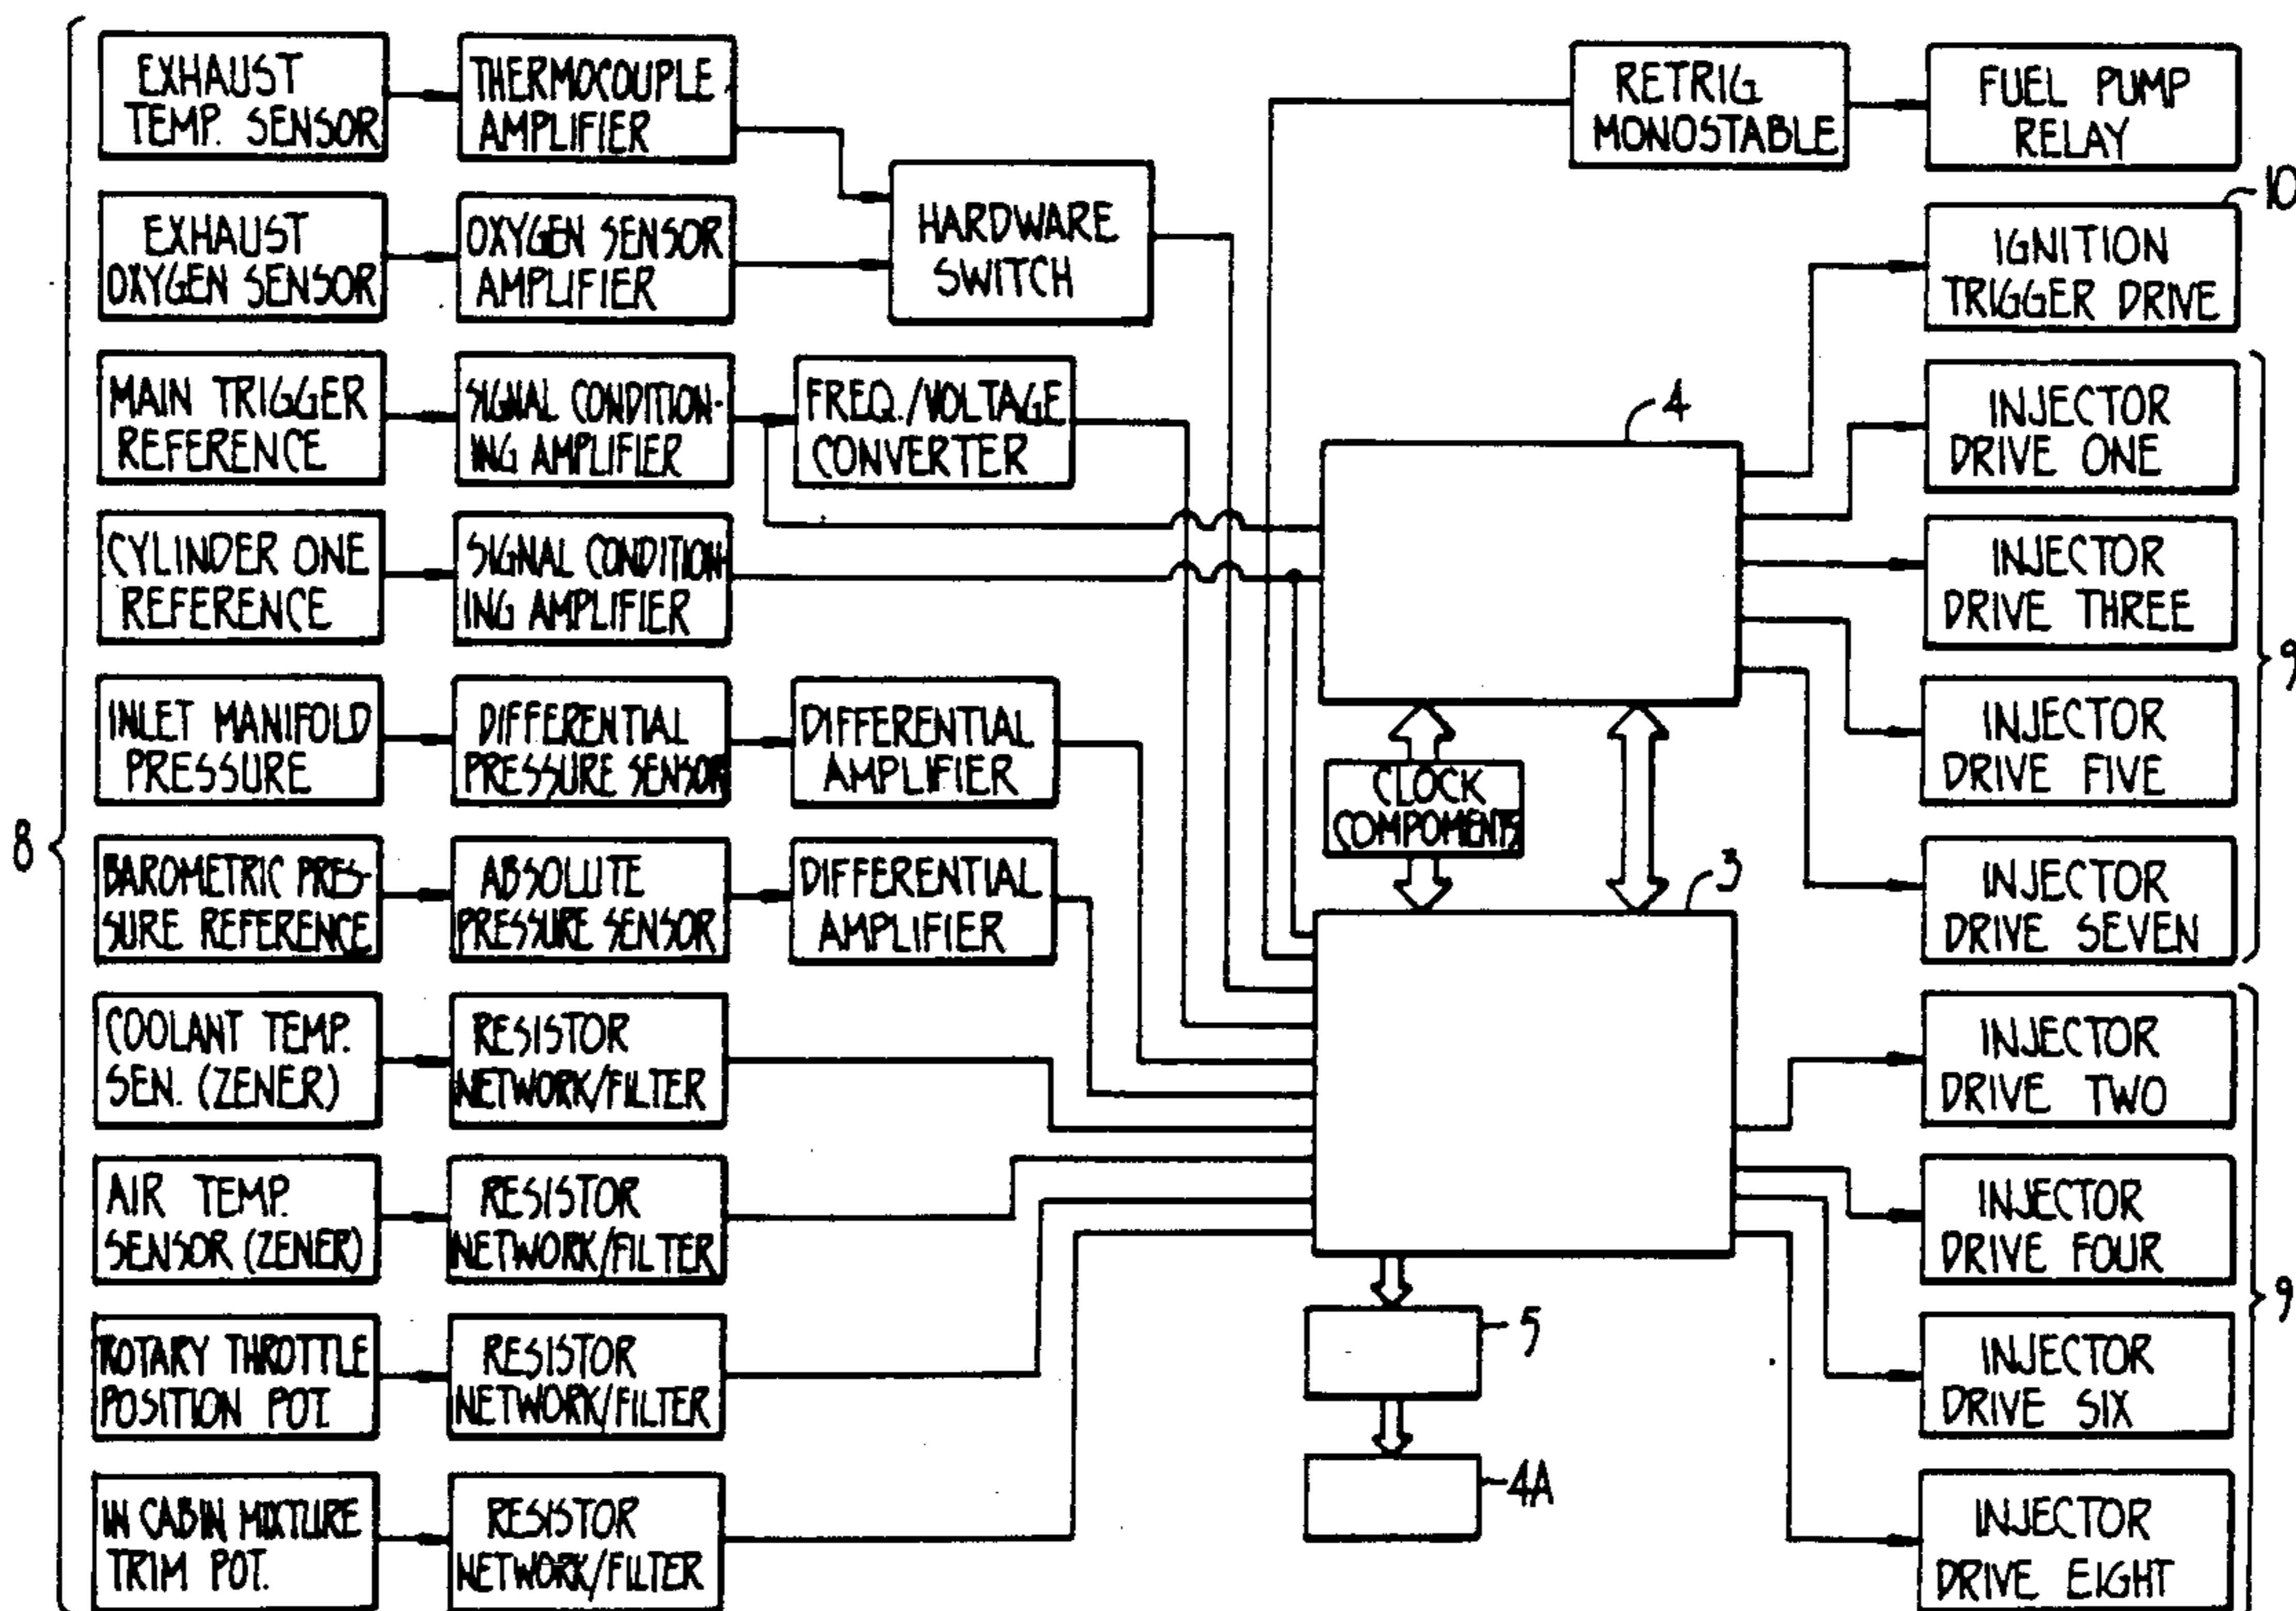 EXHAUST
TEMP. SENSOR
THERMOCOUPLE
AMPLIFIER
RETRIG
MONOSTABLE
FUEL PUMP
RELAY
EXHAUST
OXYGEN SENSOR
OXYGEN SENSOR
AMPLIFIER
HARDWARE
SWITCH
10
IGNITION
TRIGGER DRIVE
MAIN TRIGGER
REFERENCE
SIGNAL CONDITION-
ING AMPLIFIER
FREQ./VOLTAGE
CONVERTER
4
INJECTOR
DRIVE ONE
CYLINDER ONE
REFERENCE
SIGNAL CONDITION-
ING AMPLIFIER
INJECTOR
DRIVE THREE
9
INLET MANIFOLD
PRESSURE
DIFFERENTIAL
PRESSURE SENSOR
DIFFERENTIAL
AMPLIFIER
CLOCK
COMPOMENTS
INJECTOR
DRIVE FIVE
8
BAROMETRIC PRES-
SURE REFERENCE
ABSOLUTE
PRESSURE SENSOR
DIFFERENTIAL
AMPLIFIER
3
INJECTOR
DRIVE SEVEN
COOLANT TEMP.
SEN. (ZENER)
RESISTOR
NETWORK/FILTER
INJECTOR
DRIVE TWO
AIR TEMP.
SENSOR (ZENER)
RESISTOR
NETWORK/FILTER
INJECTOR
DRIVE FOUR
9
ROTARY THROTTLE
POSITION POT.
RESISTOR
NETWORK/FILTER
5
INJECTOR
DRIVE SIX
IN CABIN MIXTURE
TRIM POT.
RESISTOR
NETWORK/FILTER
4A
INJECTOR
DRIVE EIGHT